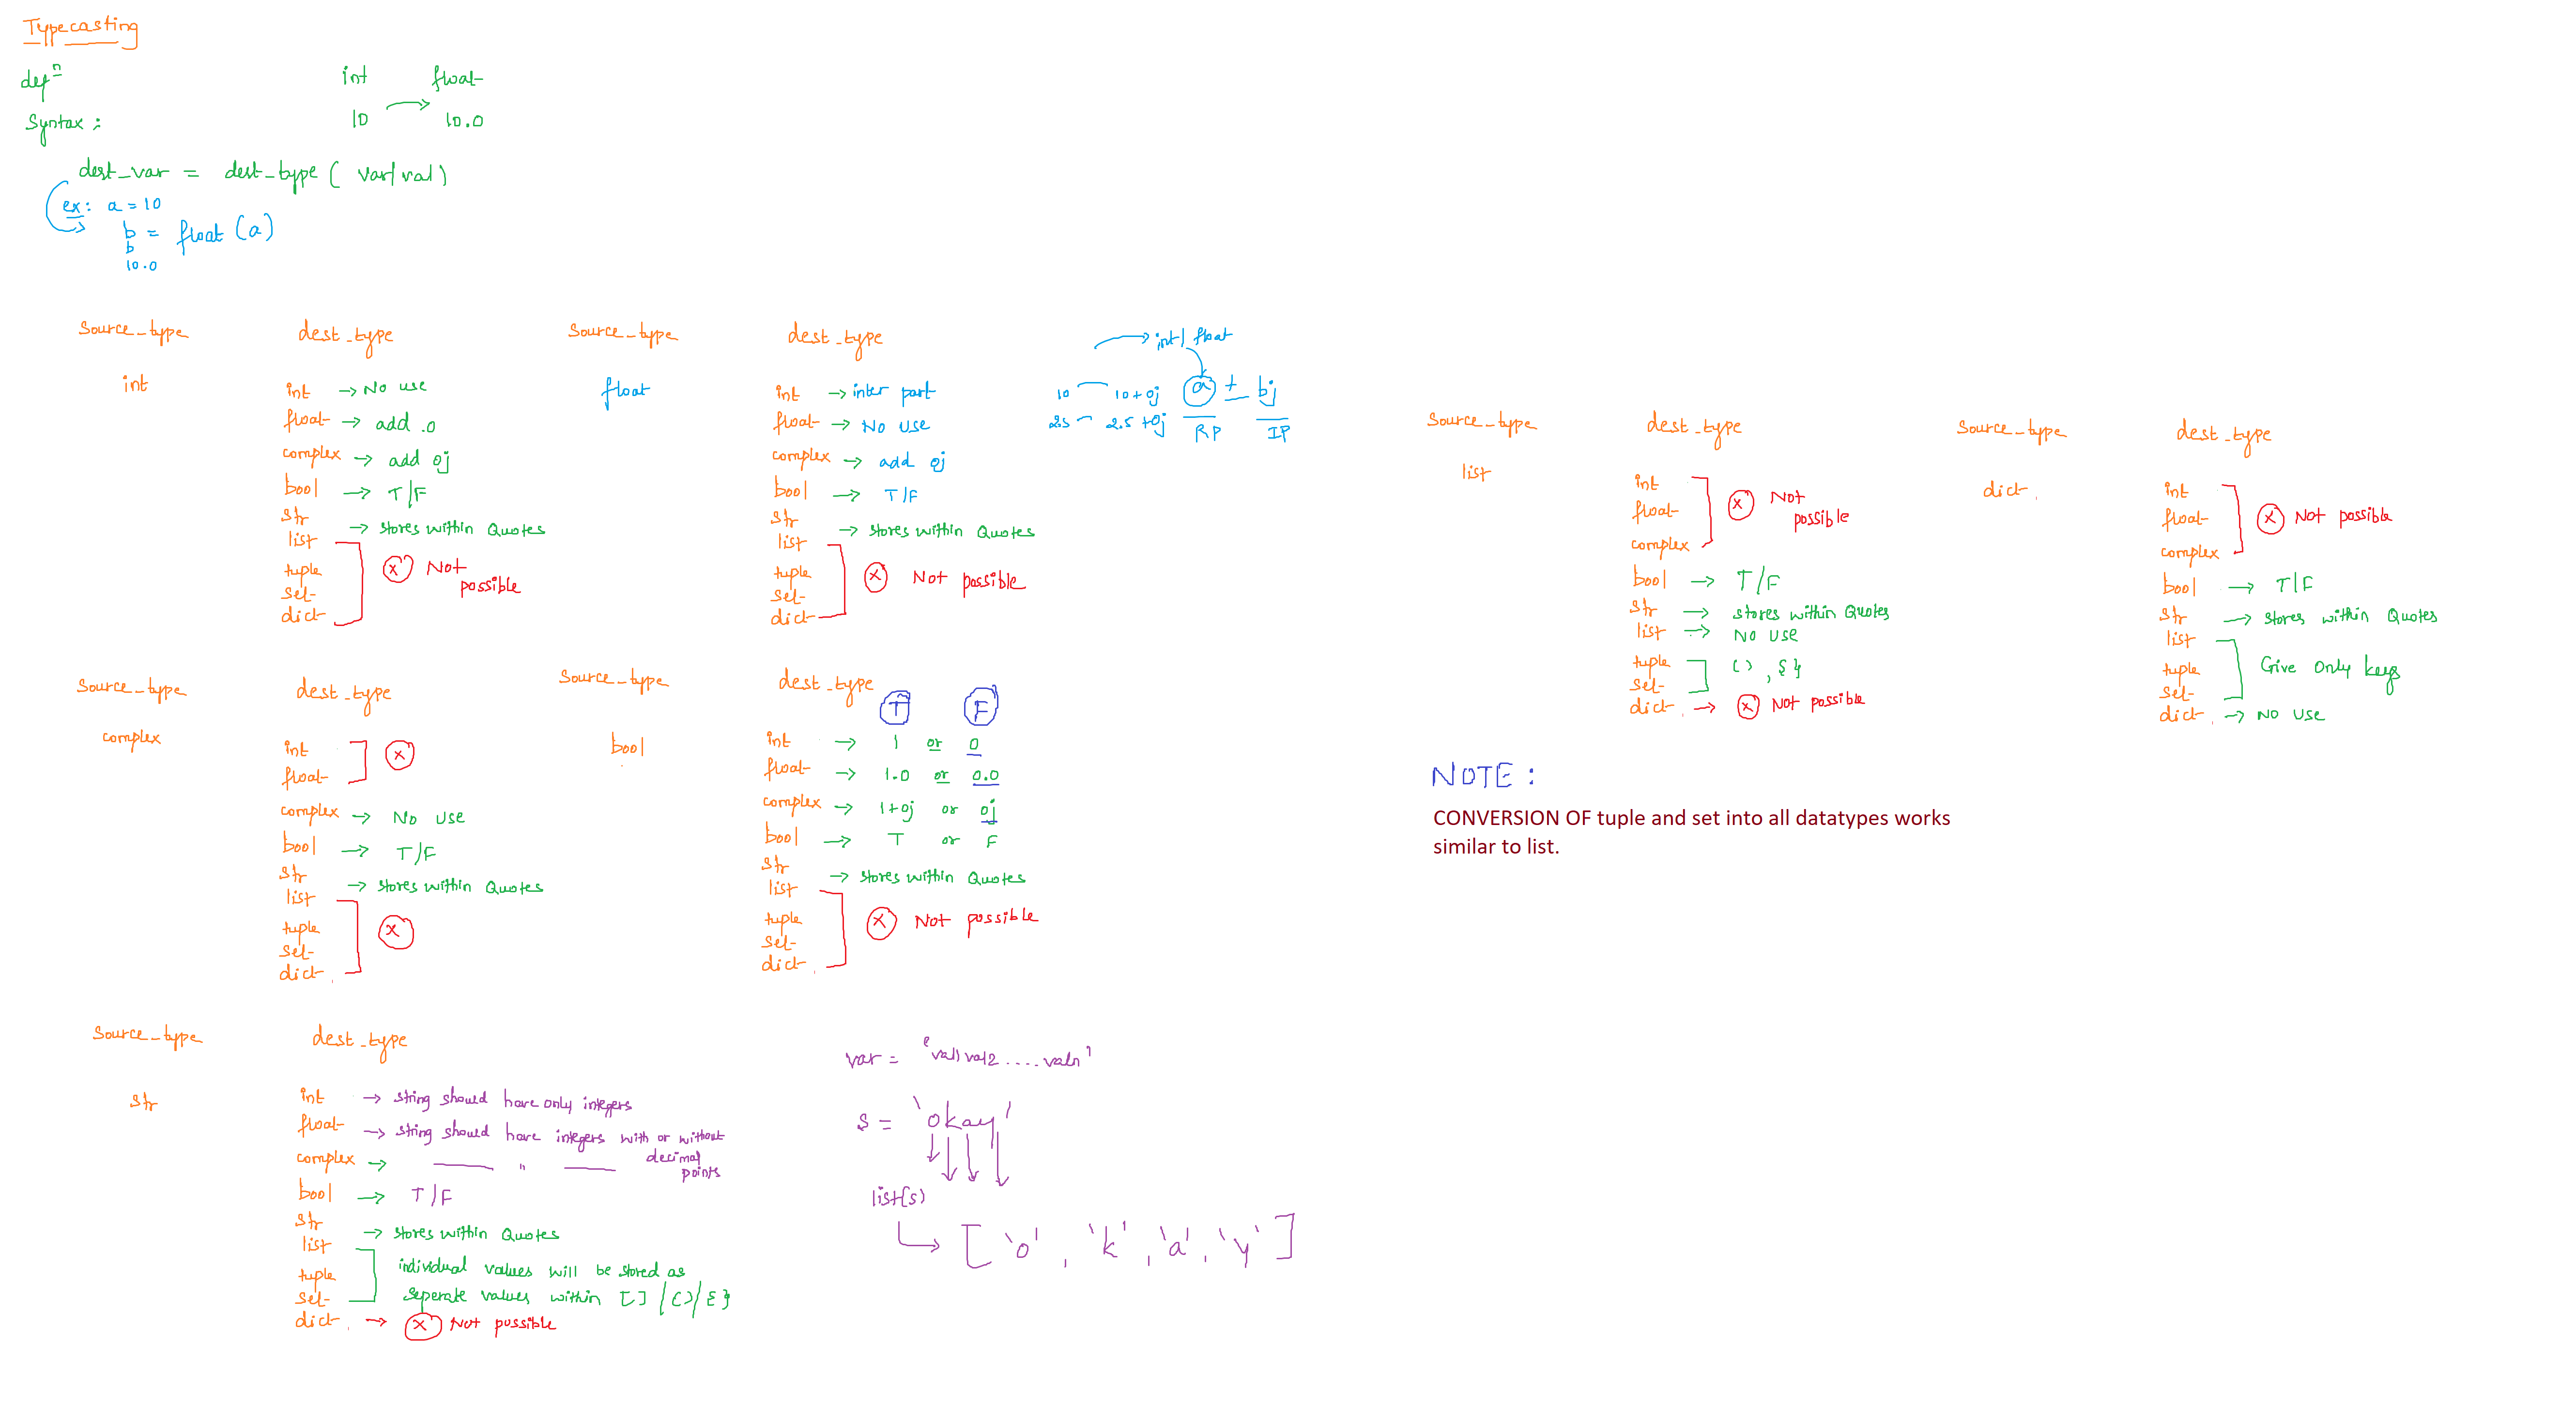 Typecasting
defn
int float
Syntax :
10 10.0
dest_var = dest_type ( var/val)
ex: a = 10
b = float (a)
b
10.0
Source_type dest_type
int
int → No use
float → add .0
complex → add 0j
bool → T/F
str → stores within Quotes
list
tuple
set
dict
x Not possible
Source_type dest_type
float
int → inter part
float → No use
complex → add 0j
bool → T/F
str → stores within Quotes
list
tuple
set
dict
x Not possible
int/float
10 10+0j a ± bj
2.5 2.5+0j RP IP
Source_type dest_type
complex
int
float
x
complex → No use
bool → T/F
str → stores within Quotes
list
tuple
set
dict
x
Source_type dest_type
bool
T F
int → 1 or 0
float → 1.0 or 0.0
complex → 1+0j or 0j
bool → T or F
str → stores within Quotes
list
tuple
set
dict
x Not possible
Source_type dest_type
str
int → string should have only integers
float → string should have integers with or without decimal points
complex → —— " ——
bool → T/F
str → stores within Quotes
list
tuple
set
individual values will be stored as
seperate values within []/()/{}
dict → x Not possible
var = 'val1val2....valn'
s = 'okay'
list(s)
['o', 'k', 'a', 'y']
Source_type dest_type
list
int
float
complex
x Not possible
bool → T/F
str → stores within Quotes
list → No use
tuple
set
(), {}
dict → x Not possible
Source_type dest_type
dict
int
float
complex
x Not possible
bool → T/F
str → stores within Quotes
list
tuple
set
Give only keys
dict → No use
NOTE :
CONVERSION OF tuple and set into all datatypes works
similar to list.